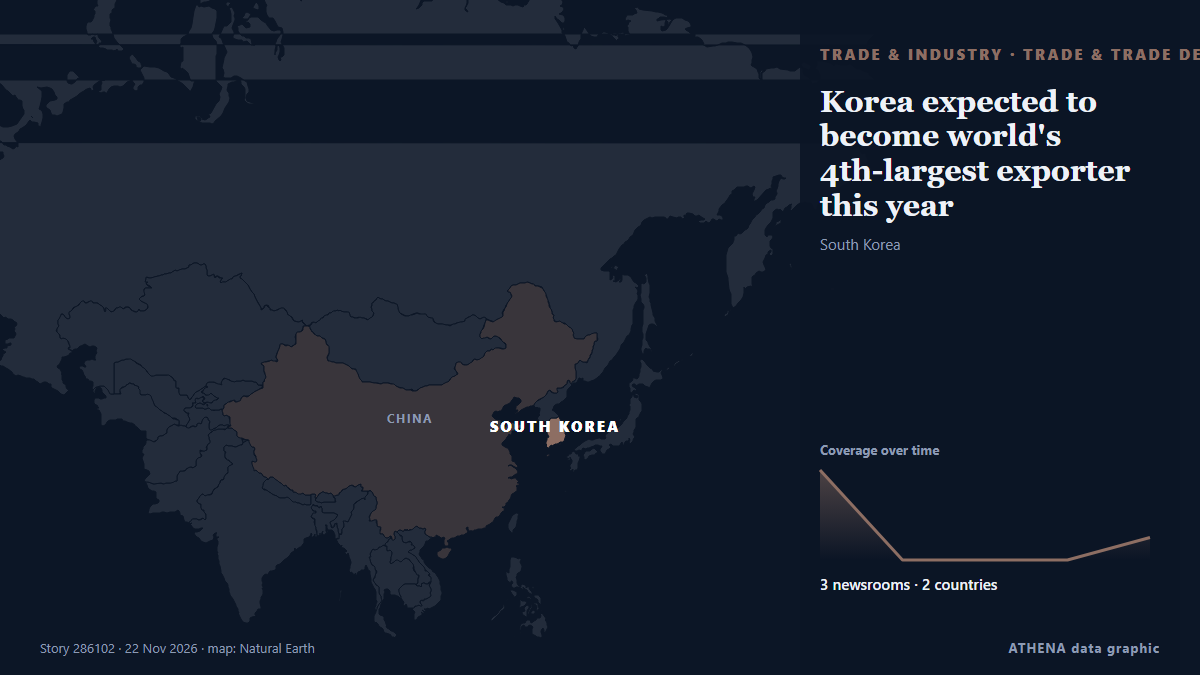 TRADE & INDUSTRY · TRADE & TRADE DE
Korea expected to
become world's
4th-largest exporter
this year
South Korea
CHINA
SOUTH KOREA
Coverage over time
3 newsrooms · 2 countries
Story 286102 · 22 Nov 2026 · map: Natural Earth
ATHENA data graphic